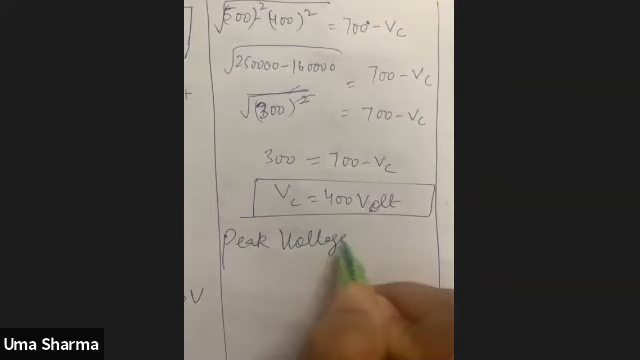 √(500)²-(400)² = 700-Vc
√250000-160000 = 700-Vc
√(300)² = 700-Vc
300 = 700-Vc
Vc = 400 Volt
Peak Voltage
V
Uma Sharma